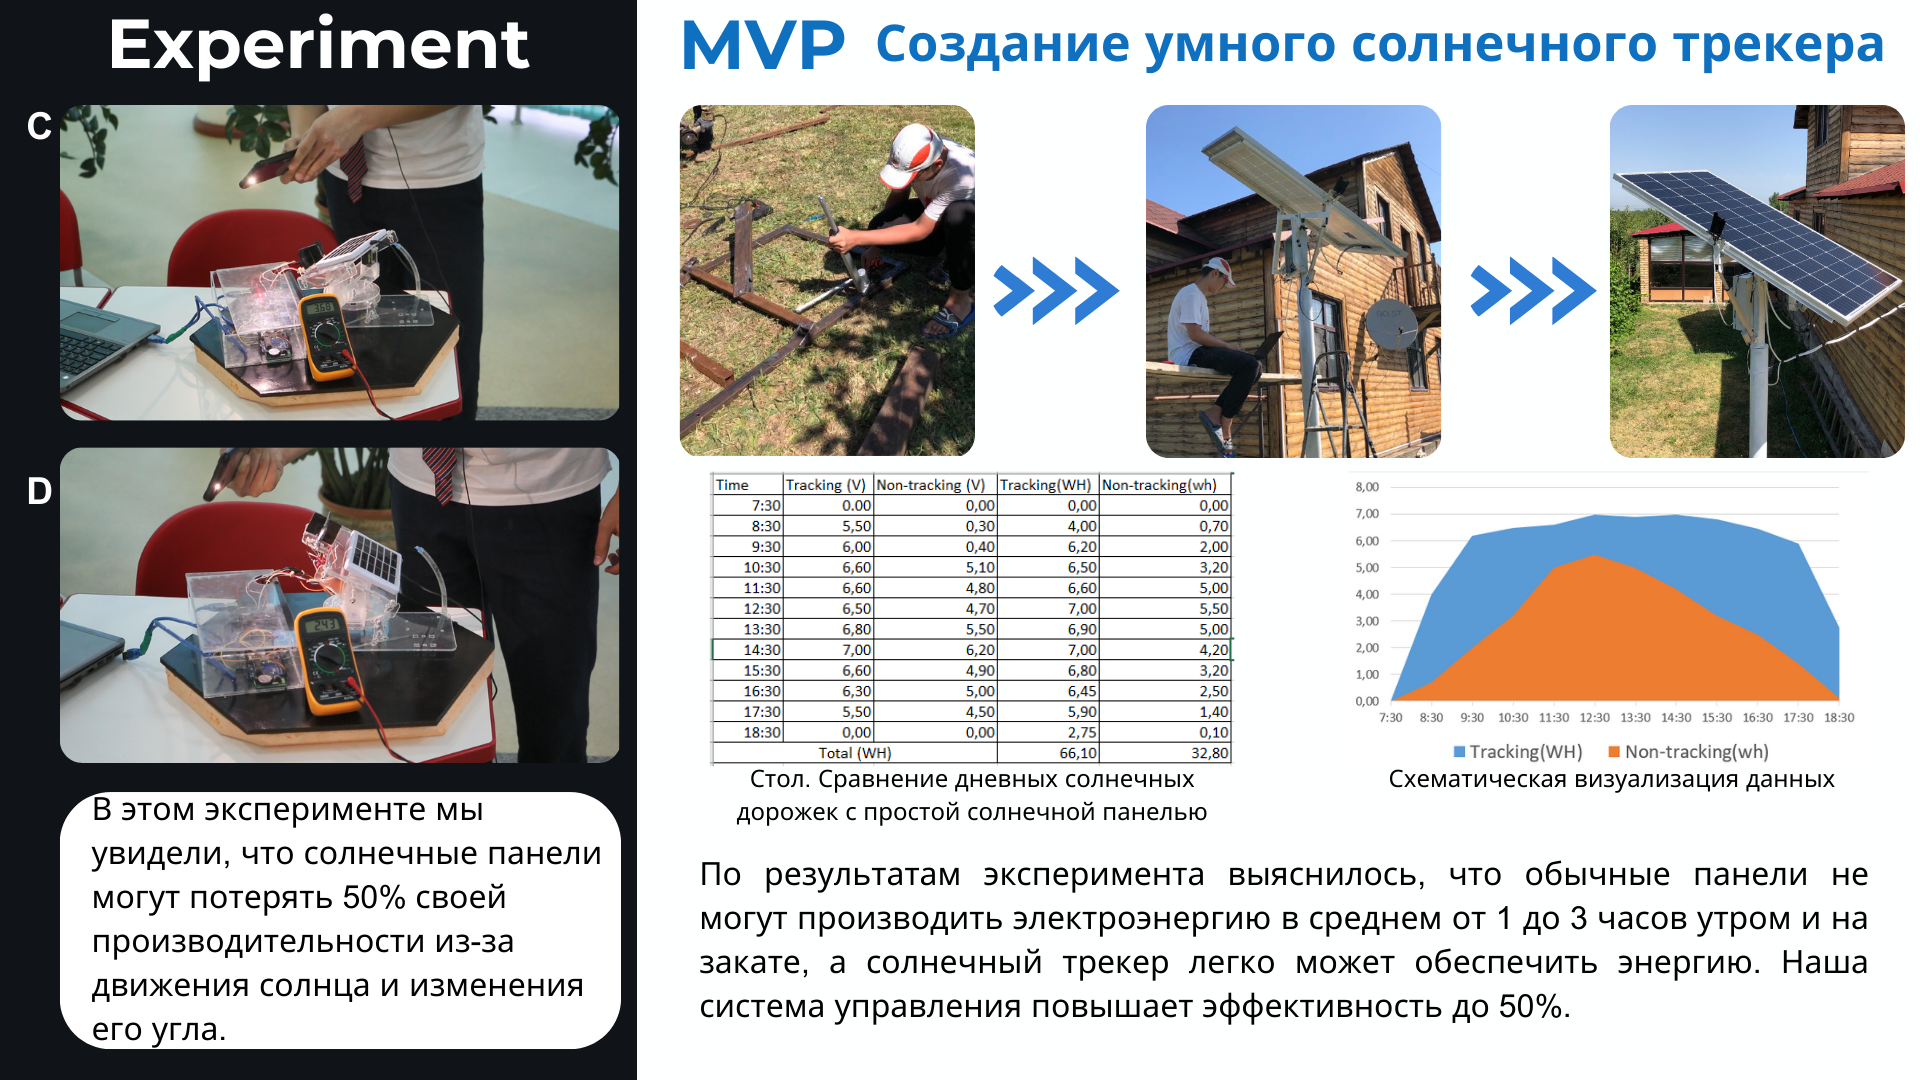 Experiment
C
D
В этом эксперименте мы
увидели, что солнечные панели
могут потерять 50% своей
производительности из-за
движения солнца и изменения
его угла.
MVP Создание умного солнечного трекера
Time Tracking (V) Non-tracking (V) Tracking(WH) Non-tracking(wh)
7:30 0.00 0,00 0,00 0,00
8:30 5,50 0,30 4,00 0,70
9:30 6,00 0,40 6,20 2,00
10:30 6,60 5,10 6,50 3,20
11:30 6,60 4,80 6,60 5,00
12:30 6,50 4,70 7,00 5,50
13:30 6,80 5,50 6,90 5,00
14:30 7,00 6,20 7,00 4,20
15:30 6,60 4,90 6,80 3,20
16:30 6,30 5,00 6,45 2,50
17:30 5,50 4,50 5,90 1,40
18:30 0,00 0,00 2,75 0,10
Total (WH) 66,10 32,80
Стол. Сравнение дневных солнечных
дорожек с простой солнечной панелью
8,00
7,00
6,00
5,00
4,00
3,00
2,00
1,00
0,00
7:30 8:30 9:30 10:30 11:30 12:30 13:30 14:30 15:30 16:30 17:30 18:30
Tracking(WH) Non-tracking(wh)
Схематическая визуализация данных
По результатам эксперимента выяснилось, что обычные панели не
могут производить электроэнергию в среднем от 1 до 3 часов утром и на
закате, а солнечный трекер легко может обеспечить энергию. Наша
система управления повышает эффективность до 50%.